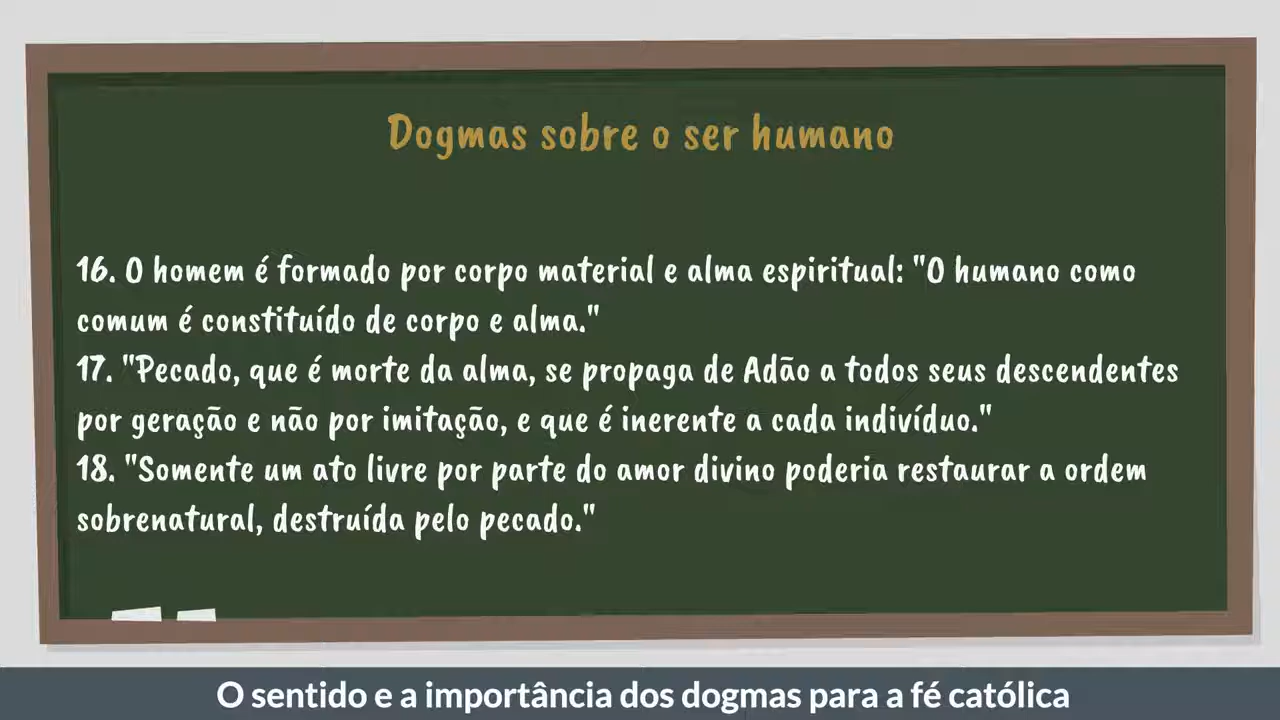 Dogmas sobre o ser humano
16. O homem é formado por corpo material e alma espiritual: "O humano como
comum é constituído de corpo e alma."
17. "Pecado, que é morte da alma, se propaga de Adão a todos seus descendentes
por geração e não por imitação, e que é inerente a cada indivíduo."
18. "Somente um ato livre por parte do amor divino poderia restaurar a ordem
sobrenatural, destruída pelo pecado."
O sentido e a importância dos dogmas para a fé católica